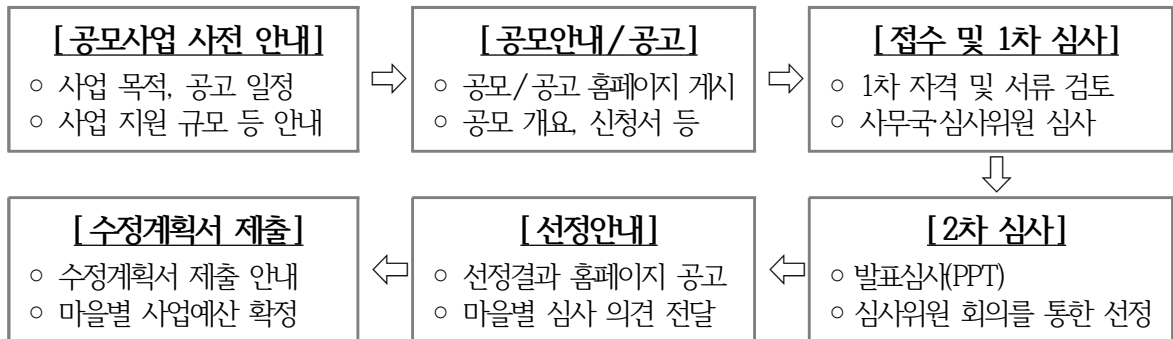 [공모사업 사전 안내]
○ 사업 목적, 공고 일정
○ 사업 지원 규모 등 안내
⇨
[공모안내/공고]
○ 공모/공고 홈페이지 게시
○ 공모 개요, 신청서 등
⇨
[접수 및 1차 심사]
○ 1차 자격 및 서류 검토
○ 사무국·심사위원 심사
⇩
[2차 심사]
○ 발표심사(PPT)
○ 심사위원 회의를 통한 선정
⇦
[선정안내]
○ 선정결과 홈페이지 공고
○ 마을별 심사 의견 전달
⇦
[수정계획서 제출]
○ 수정계획서 제출 안내
○ 마을별 사업예산 확정